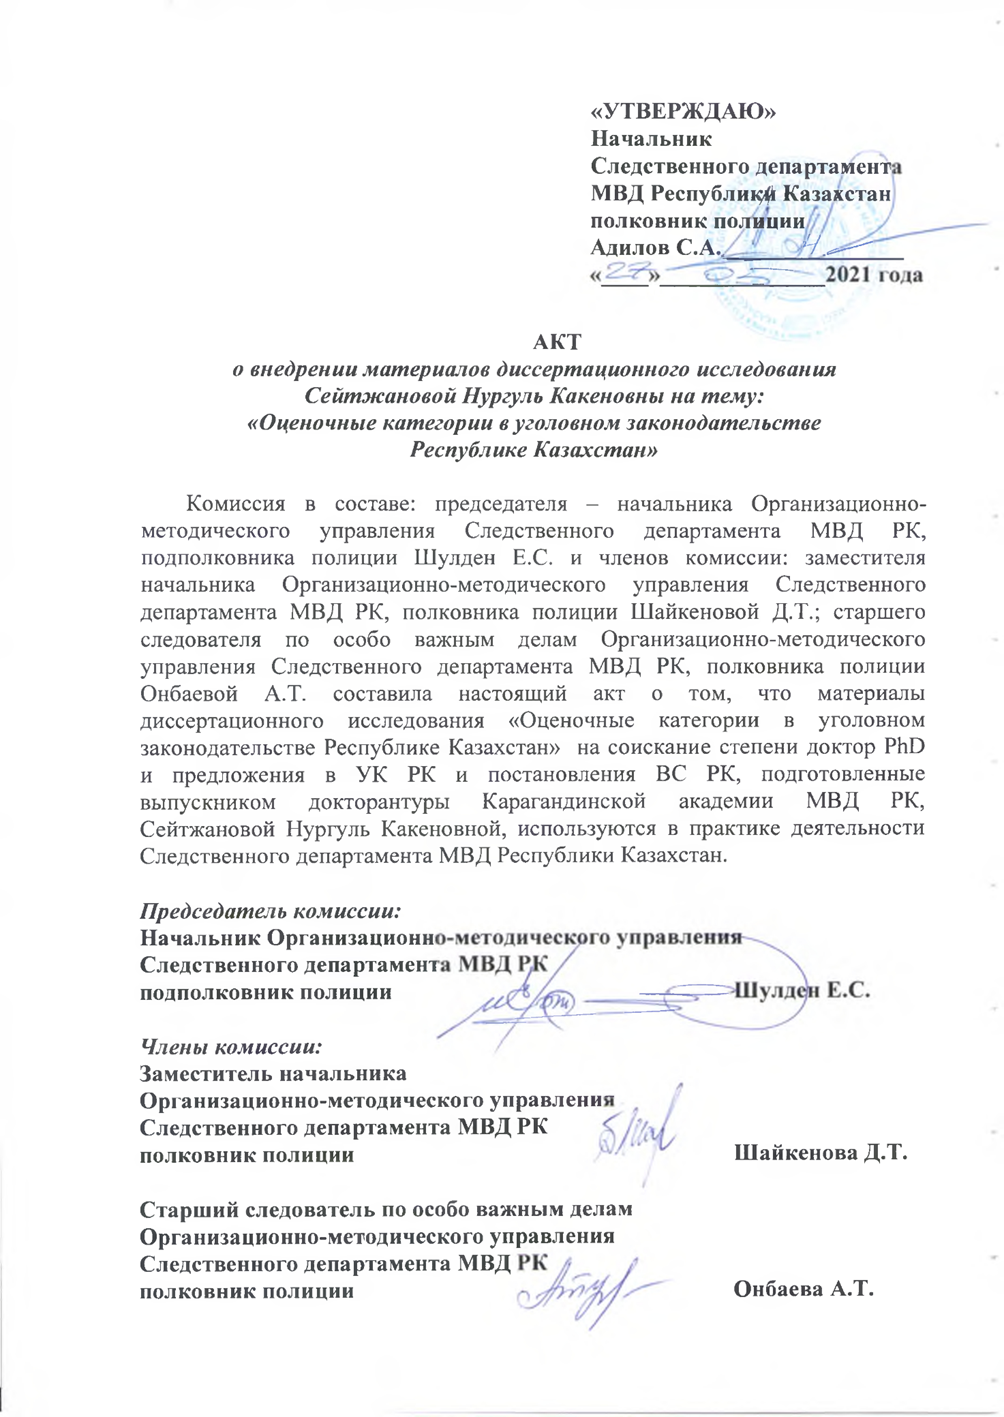 «УТВЕРЖДАЮ»
Начальник
Следственного департамента
МВД Республики Казахстан
полковник полиции
Адилов С.А.
«27» 05 2021 года
АКТ
о внедрении материалов диссертационного исследования
Сейтжановой Нургуль Какеновны на тему:
«Оценочные категории в уголовном законодательстве
Республике Казахстан»
Комиссия в составе: председателя – начальника Организационно-
методического управления Следственного департамента МВД РК,
подполковника полиции Шулден Е.С. и членов комиссии: заместителя
начальника Организационно-методического управления Следственного
департамента МВД РК, полковника полиции Шайкеновой Д.Т.; старшего
следователя по особо важным делам Организационно-методического
управления Следственного департамента МВД РК, полковника полиции
Онбаевой А.Т. составила настоящий акт о том, что материалы
диссертационного исследования «Оценочные категории в уголовном
законодательстве Республике Казахстан» на соискание степени доктор PhD
и предложения в УК РК и постановления ВС РК, подготовленные
выпускником докторантуры Карагандинской академии МВД РК,
Сейтжановой Нургуль Какеновной, используются в практике деятельности
Следственного департамента МВД Республики Казахстан.
Председатель комиссии:
Начальник Организационно-методического управления
Следственного департамента МВД РК
подполковник полиции Шулден Е.С.
Члены комиссии:
Заместитель начальника
Организационно-методического управления
Следственного департамента МВД РК
полковник полиции Шайкенова Д.Т.
Старший следователь по особо важным делам
Организационно-методического управления
Следственного департамента МВД РК
полковник полиции Онбаева А.Т.